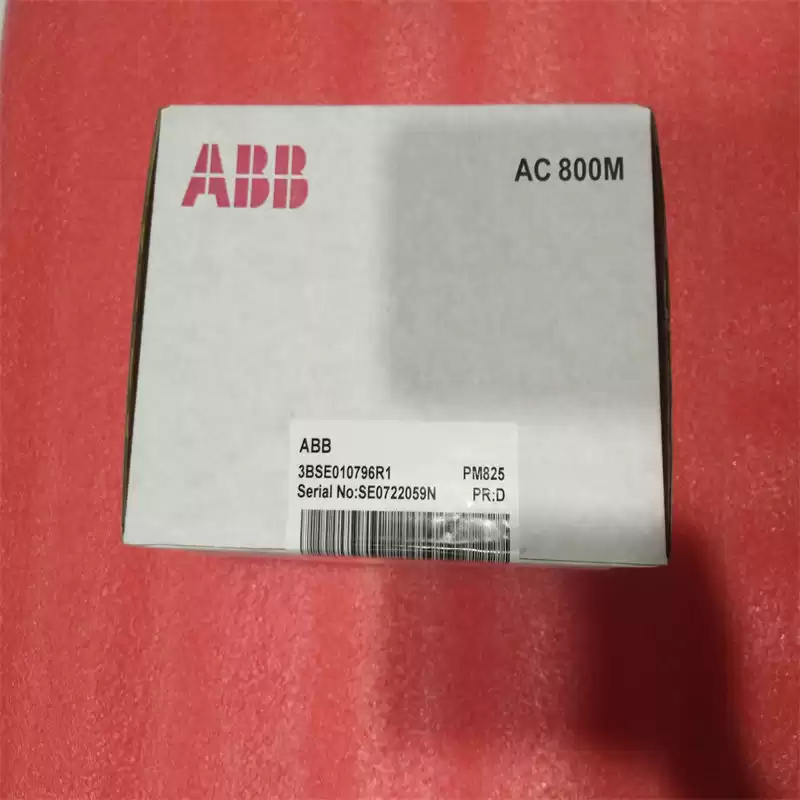 ABB
AC 800M
ABB
3BSE010796R1 PM825
Serial No:SE0722059N PR:D